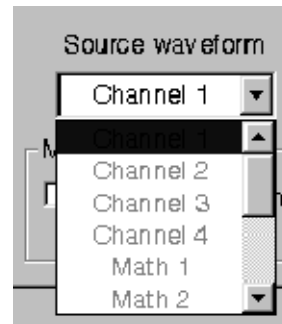 Source waveform
Channel 1
Channel 1
Channel 2
Channel 3
Channel 4
Math 1
Math 2